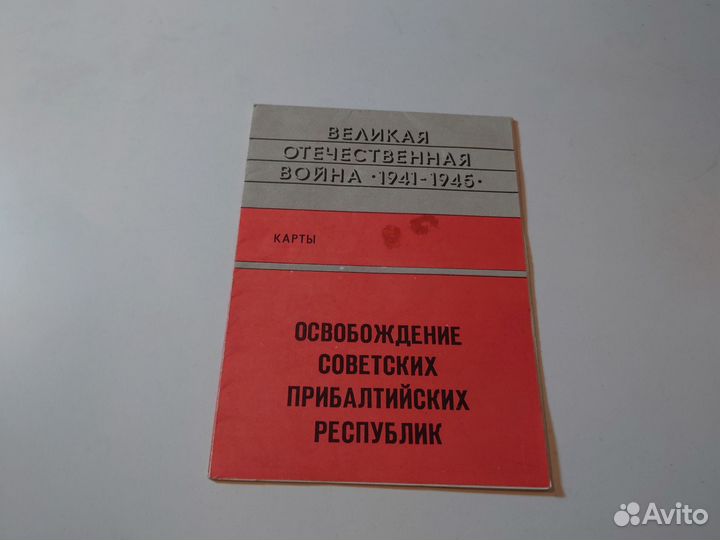 ВЕЛИКАЯ
ОТЕЧЕСТВЕННАЯ
ВОЙНА ·1941-1945·
КАРТЫ
ОСВОБОЖДЕНИЕ
СОВЕТСКИХ
ПРИБАЛТИЙСКИХ
РЕСПУБЛИК
Avito